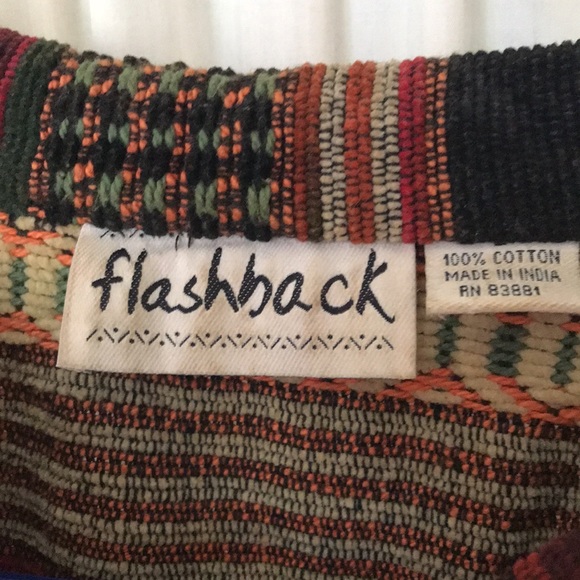 flashback
100% COTTON
MADE IN INDIA
RN 83881